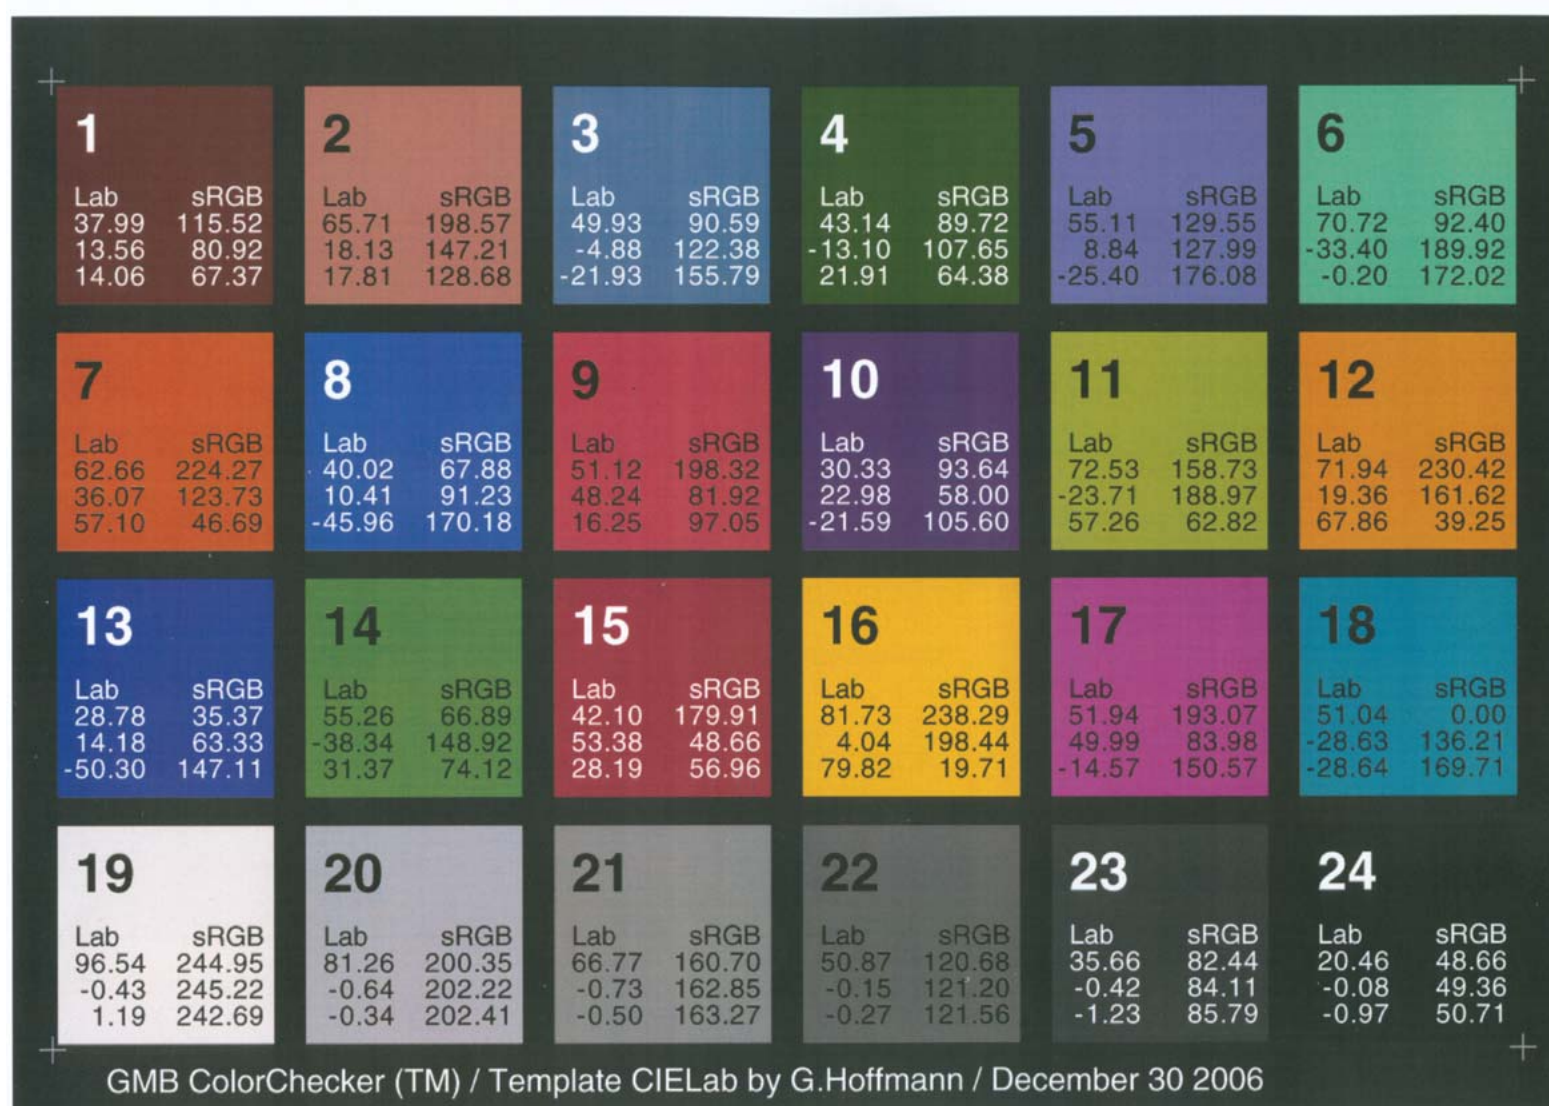 1 2 3 4 5 6
Lab sRGB Lab sRGB Lab sRGB Lab sRGB Lab sRGB Lab sRGB
37.99 115.52 65.71 198.57 49.93 90.59 43.14 89.72 55.11 129.55 70.72 92.40
13.56 80.92 18.13 147.21 -4.88 122.38 -13.10 107.65 8.84 127.99 -33.40 189.92
14.06 67.37 17.81 128.68 -21.93 155.79 21.91 64.38 -25.40 176.08 -0.20 172.02
7 8 9 10 11 12
Lab sRGB Lab sRGB Lab sRGB Lab sRGB Lab sRGB Lab sRGB
62.66 224.27 40.02 67.88 51.12 198.32 30.33 93.64 72.53 158.73 71.94 230.42
36.07 123.73 10.41 91.23 48.24 81.92 22.98 58.00 -23.71 188.97 19.36 161.62
57.10 46.69 -45.96 170.18 16.25 97.05 -21.59 105.60 57.26 62.82 67.86 39.25
13 14 15 16 17 18
Lab sRGB Lab sRGB Lab sRGB Lab sRGB Lab sRGB Lab sRGB
28.78 35.37 55.26 66.89 42.10 179.91 81.73 238.29 51.94 193.07 51.04 0.00
14.18 63.33 -38.34 148.92 53.38 48.66 4.04 198.44 49.99 83.98 -28.63 136.21
-50.30 147.11 31.37 74.12 28.19 56.96 79.82 19.71 -14.57 150.57 -28.64 169.71
19 20 21 22 23 24
Lab sRGB Lab sRGB Lab sRGB Lab sRGB Lab sRGB Lab sRGB
96.54 244.95 81.26 200.35 66.77 160.70 50.87 120.68 35.66 82.44 20.46 48.66
-0.43 245.22 -0.64 202.22 -0.73 162.85 -0.15 121.20 -0.42 84.11 -0.08 49.36
1.19 242.69 -0.34 202.41 -0.50 163.27 -0.27 121.56 -1.23 85.79 -0.97 50.71
GMB ColorChecker (TM) / Template CIELab by G.Hoffmann / December 30 2006